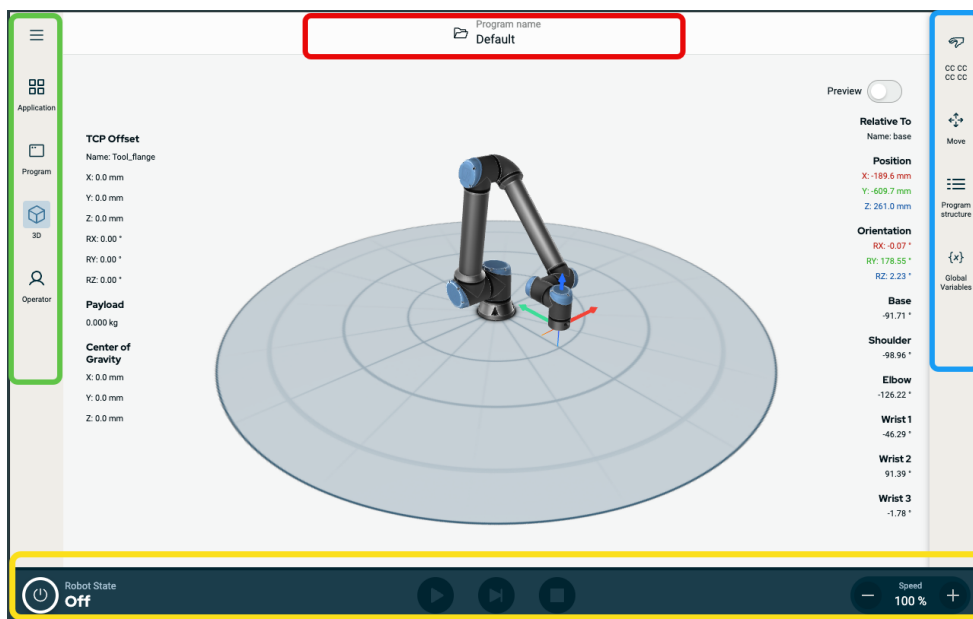 Program name
Default
Application
Program
3D
Operator
TCP Offset
Name: Tool_flange
X: 0.0 mm
Y: 0.0 mm
Z: 0.0 mm
RX: 0.00 °
RY: 0.00 °
RZ: 0.00 °
Payload
0.000 kg
Center of
Gravity
X: 0.0 mm
Y: 0.0 mm
Z: 0.0 mm
Preview
Relative To
Name: base
Position
X: -189.6 mm
Y: -609.7 mm
Z: 261.0 mm
Orientation
RX: -0.07 °
RY: 178.55 °
RZ: 2.23 °
Base
-91.71 °
Shoulder
-98.96 °
Elbow
-126.22 °
Wrist 1
-46.29 °
Wrist 2
91.39 °
Wrist 3
-1.78 °
CC CC
CC CC
Move
Program
structure
{x}
Global
Variables
Robot State
Off
Speed
100 %